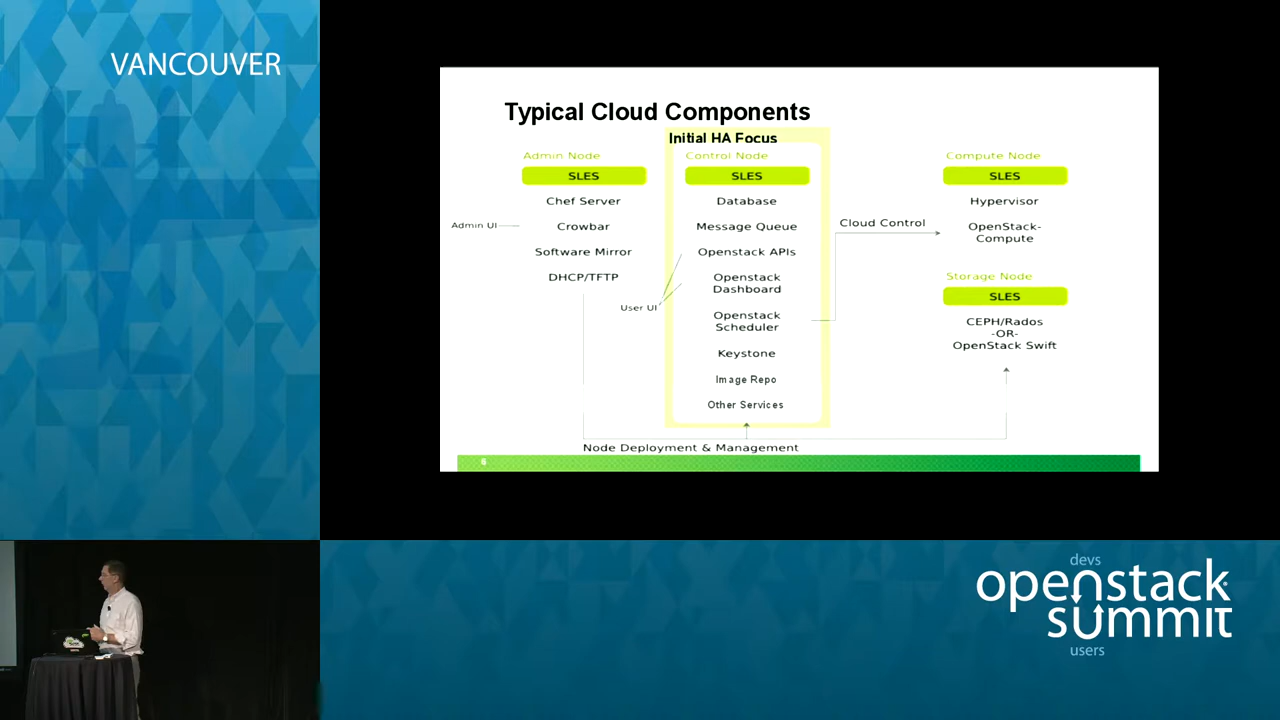 VANCOUVER
Typical Cloud Components
Initial HA Focus
Admin Node
SLES
Chef Server
Crowbar
Software Mirror
DHCP/TFTP
Admin UI
User UI
Control Node
SLES
Database
Message Queue
Openstack APIs
Openstack
Dashboard
Openstack
Scheduler
Keystone
Image Repo
Other Services
Cloud Control
Compute Node
SLES
Hypervisor
OpenStack-
Compute
Storage Node
SLES
CEPH/Rados
-OR-
OpenStack Swift
Node Deployment & Management
6
devs
openstack
summit
users